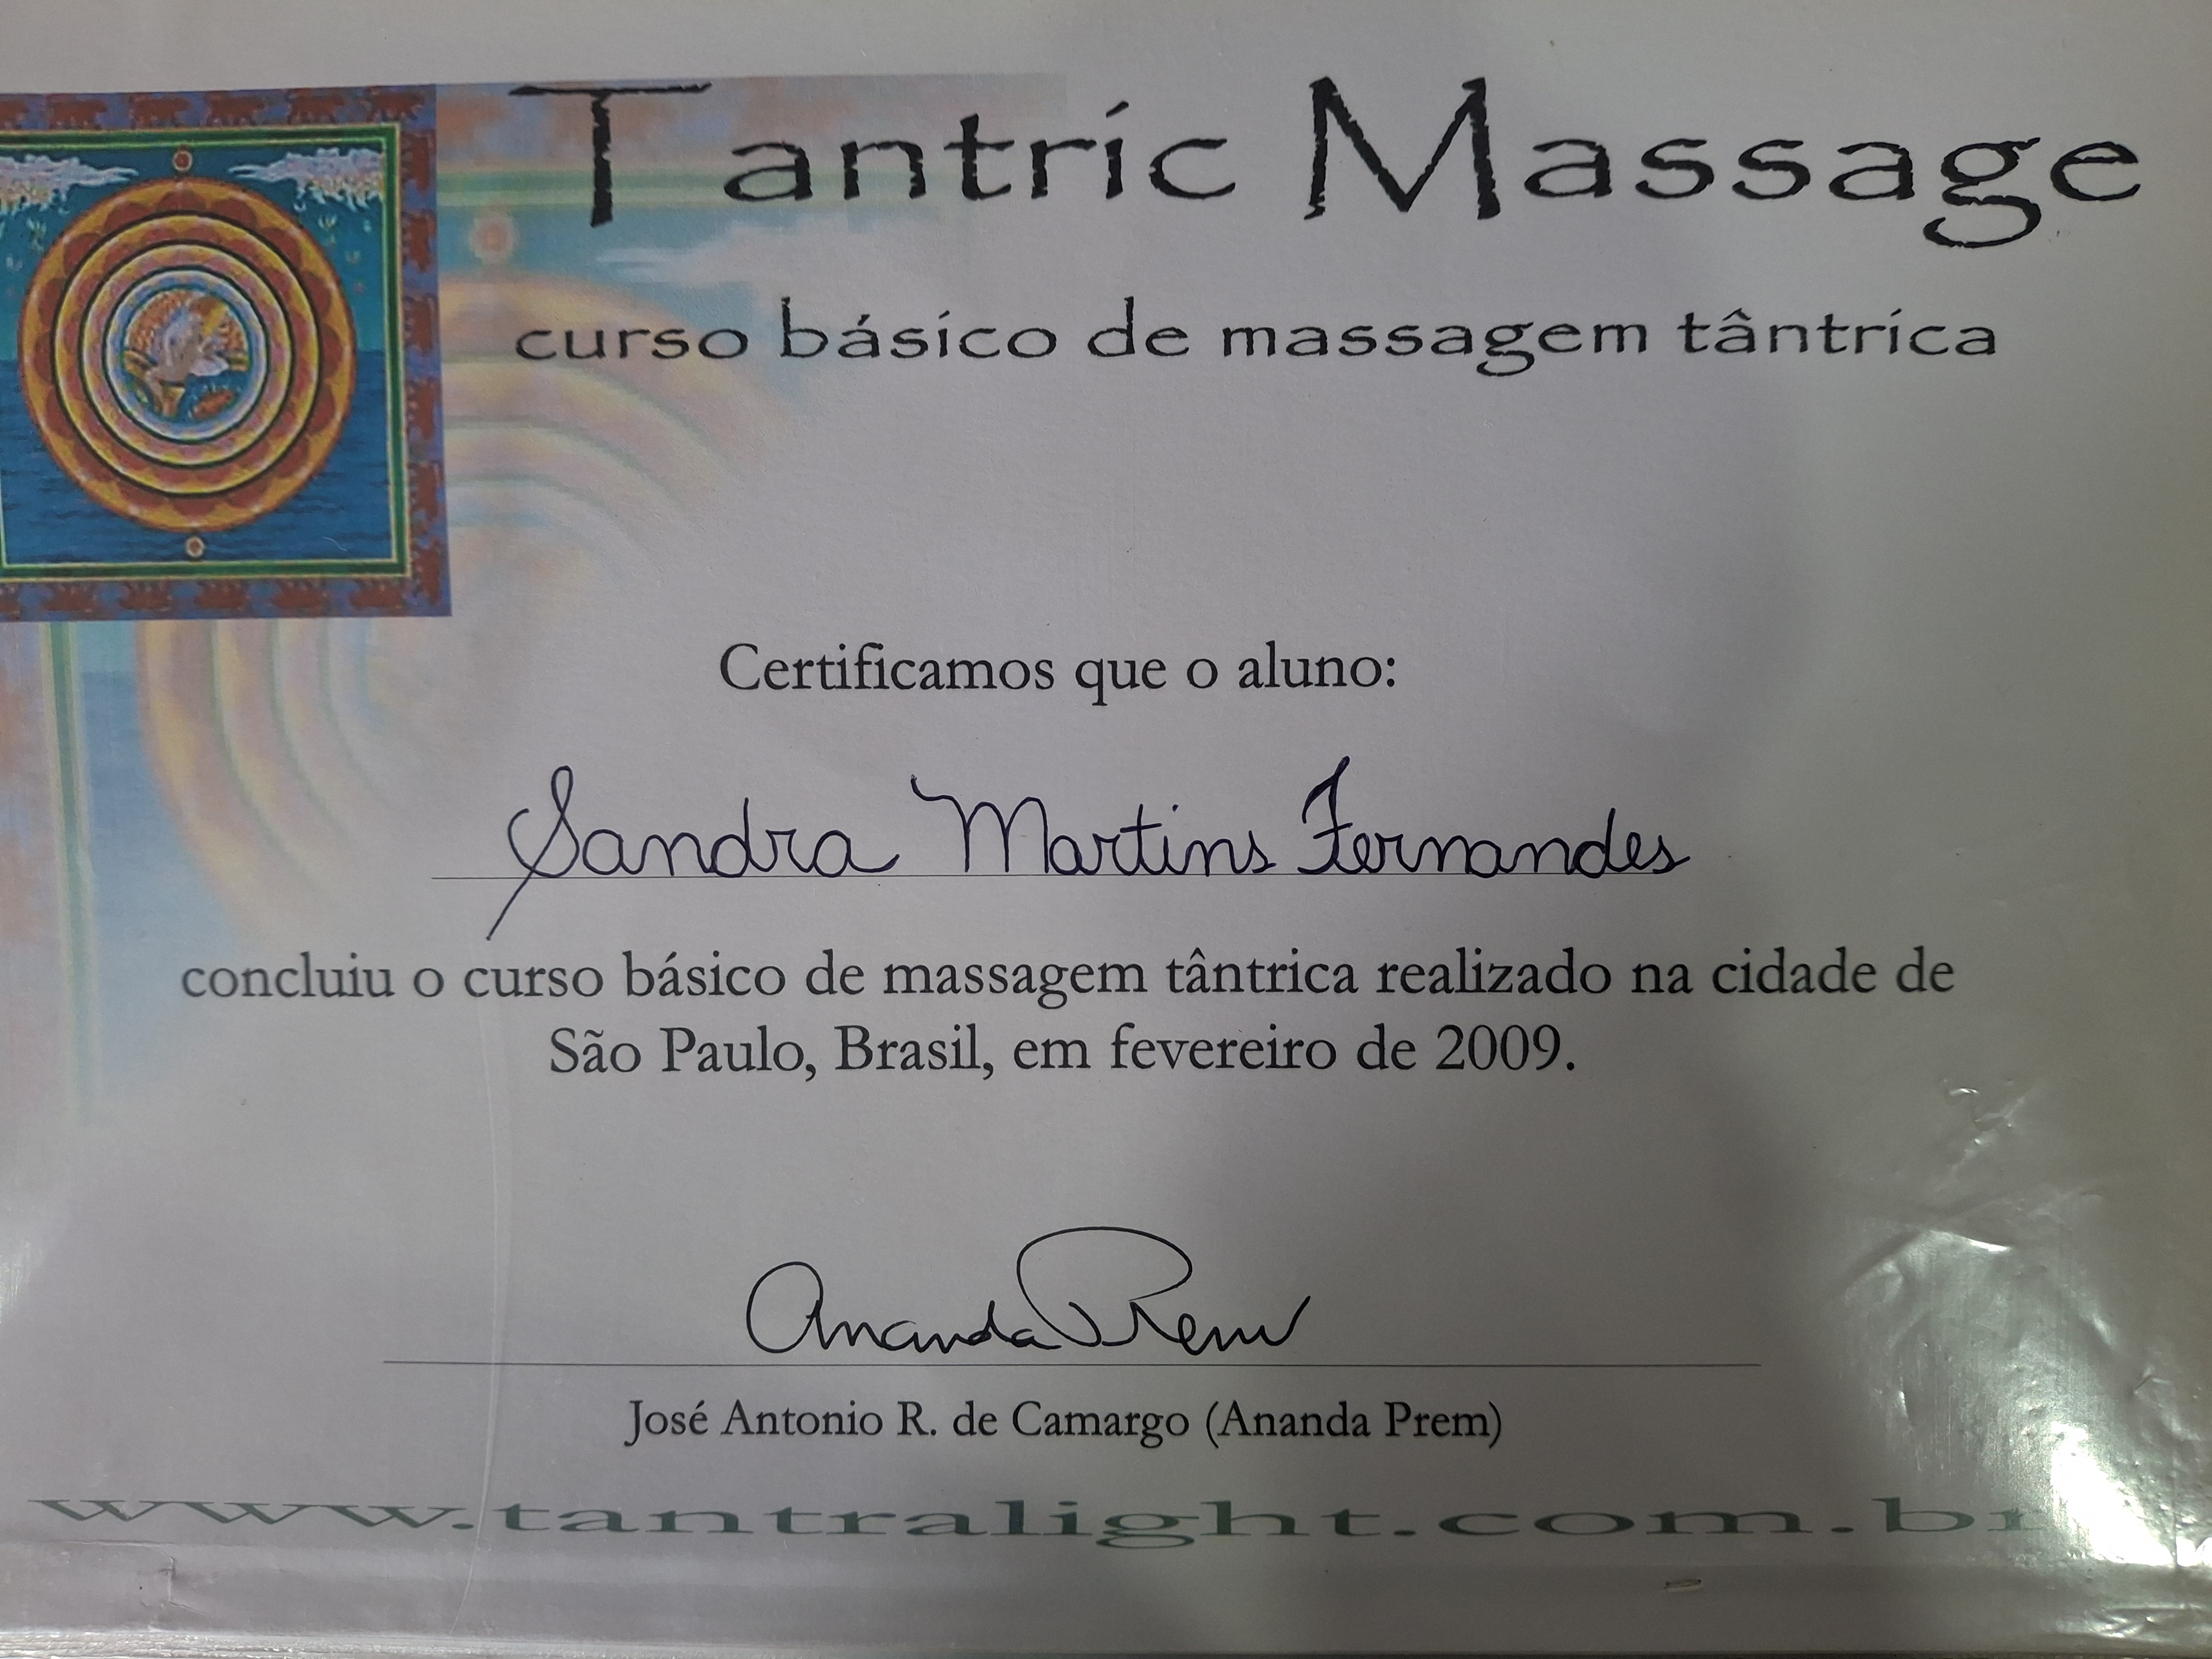 Tantric Massage
curso básico de massagem tântrica
Certificamos que o aluno:
Sandra Martins Fernandes
concluiu o curso básico de massagem tântrica realizado na cidade de
São Paulo, Brasil, em fevereiro de 2009.
Ananda Prem
José Antonio R. de Camargo (Ananda Prem)
www.tantralight.com.br